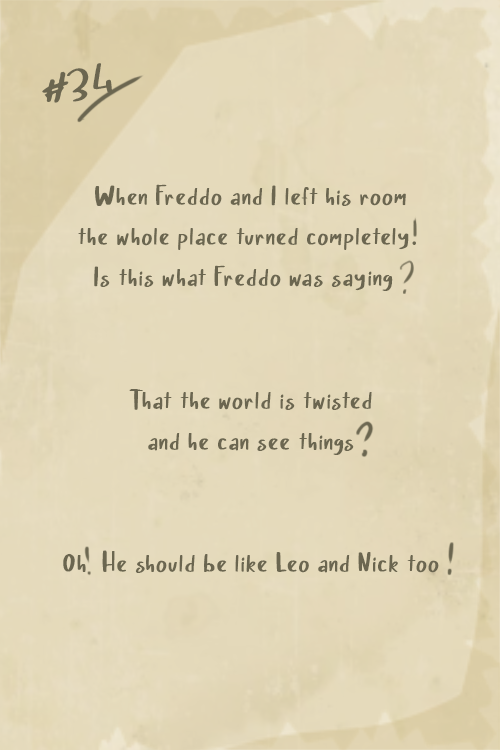 #34
When Freddo and I left his room
the whole place turned completely!
Is this what Freddo was saying?
That the world is twisted
and he can see things?
Oh! He should be like Leo and Nick too!